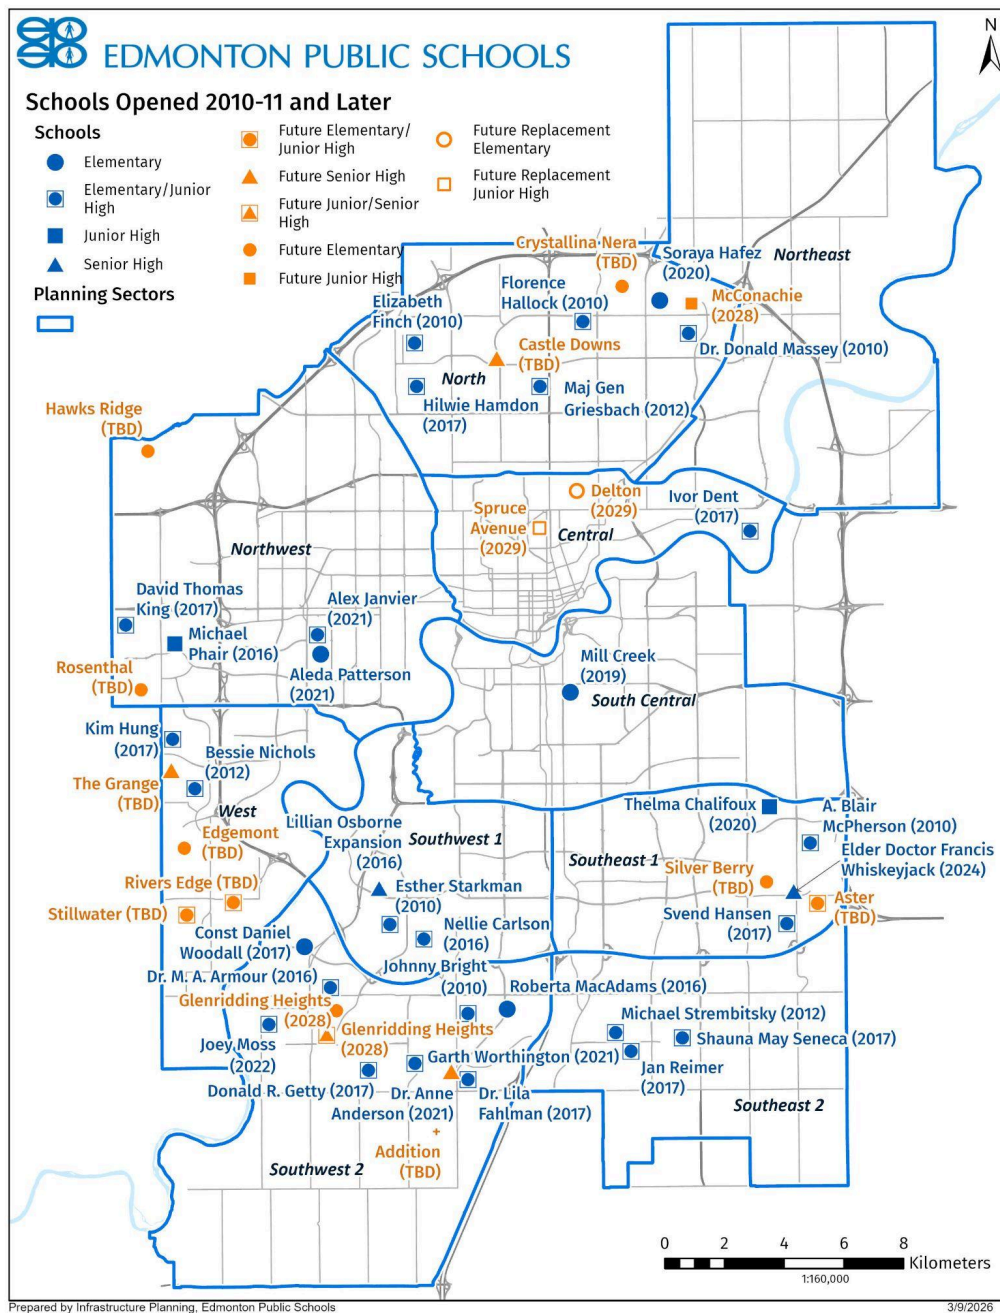 EDMONTON PUBLIC SCHOOLS
N
Schools Opened 2010-11 and Later
Schools
Elementary
Elementary/Junior
High
Junior High
Senior High
Planning Sectors
Future Elementary/
Junior High
Future Senior High
Future Junior/Senior
High
Future Elementary
Future Junior High
Future Replacement
Elementary
Future Replacement
Junior High
Crystallina Nera
(TBD)
Soraya Hafez
(2020)
Northeast
Florence
Hallock (2010)
McConachie
(2028)
Elizabeth
Finch (2010)
Castle Downs
(TBD)
Dr. Donald Massey (2010)
North
Hilwie Hamdon
(2017)
Maj Gen
Griesbach (2012)
Hawks Ridge
(TBD)
Delton
(2029)
Ivor Dent
(2017)
Spruce
Avenue
(2029)
Central
Northwest
David Thomas
King (2017)
Alex Janvier
(2021)
Michael
Phair (2016)
Rosenthal
(TBD)
Aleda Patterson
(2021)
Mill Creek
(2019)
South Central
Kim Hung
(2017)
Bessie Nichols
(2012)
The Grange
(TBD)
West
Thelma Chalifoux
(2020)
A. Blair
McPherson (2010)
Lillian Osborne
Expansion
(2016)
Southwest 1
Edgemont
(TBD)
Southeast 1
Elder Doctor Francis
Whiskeyjack (2024)
Silver Berry
(TBD)
Rivers Edge (TBD)
Esther Starkman
(2010)
Aster
(TBD)
Stillwater (TBD)
Svend Hansen
(2017)
Const Daniel
Woodall (2017)
Nellie Carlson
(2016)
Dr. M. A. Armour (2016)
Johnny Bright
(2010)
Roberta MacAdams (2016)
Glenridding Heights
(2028)
Michael Strembitsky (2012)
Glenridding Heights
(2028)
Shauna May Seneca (2017)
Joey Moss
(2022)
Garth Worthington (2021)
Jan Reimer
(2017)
Donald R. Getty (2017)
Dr. Anne
Anderson (2021)
+
Addition
(TBD)
Dr. Lila
Fahlman (2017)
Southeast 2
Southwest 2
0 2 4 6 8
Kilometers
1:160,000
Prepared by Infrastructure Planning, Edmonton Public Schools
3/9/2026